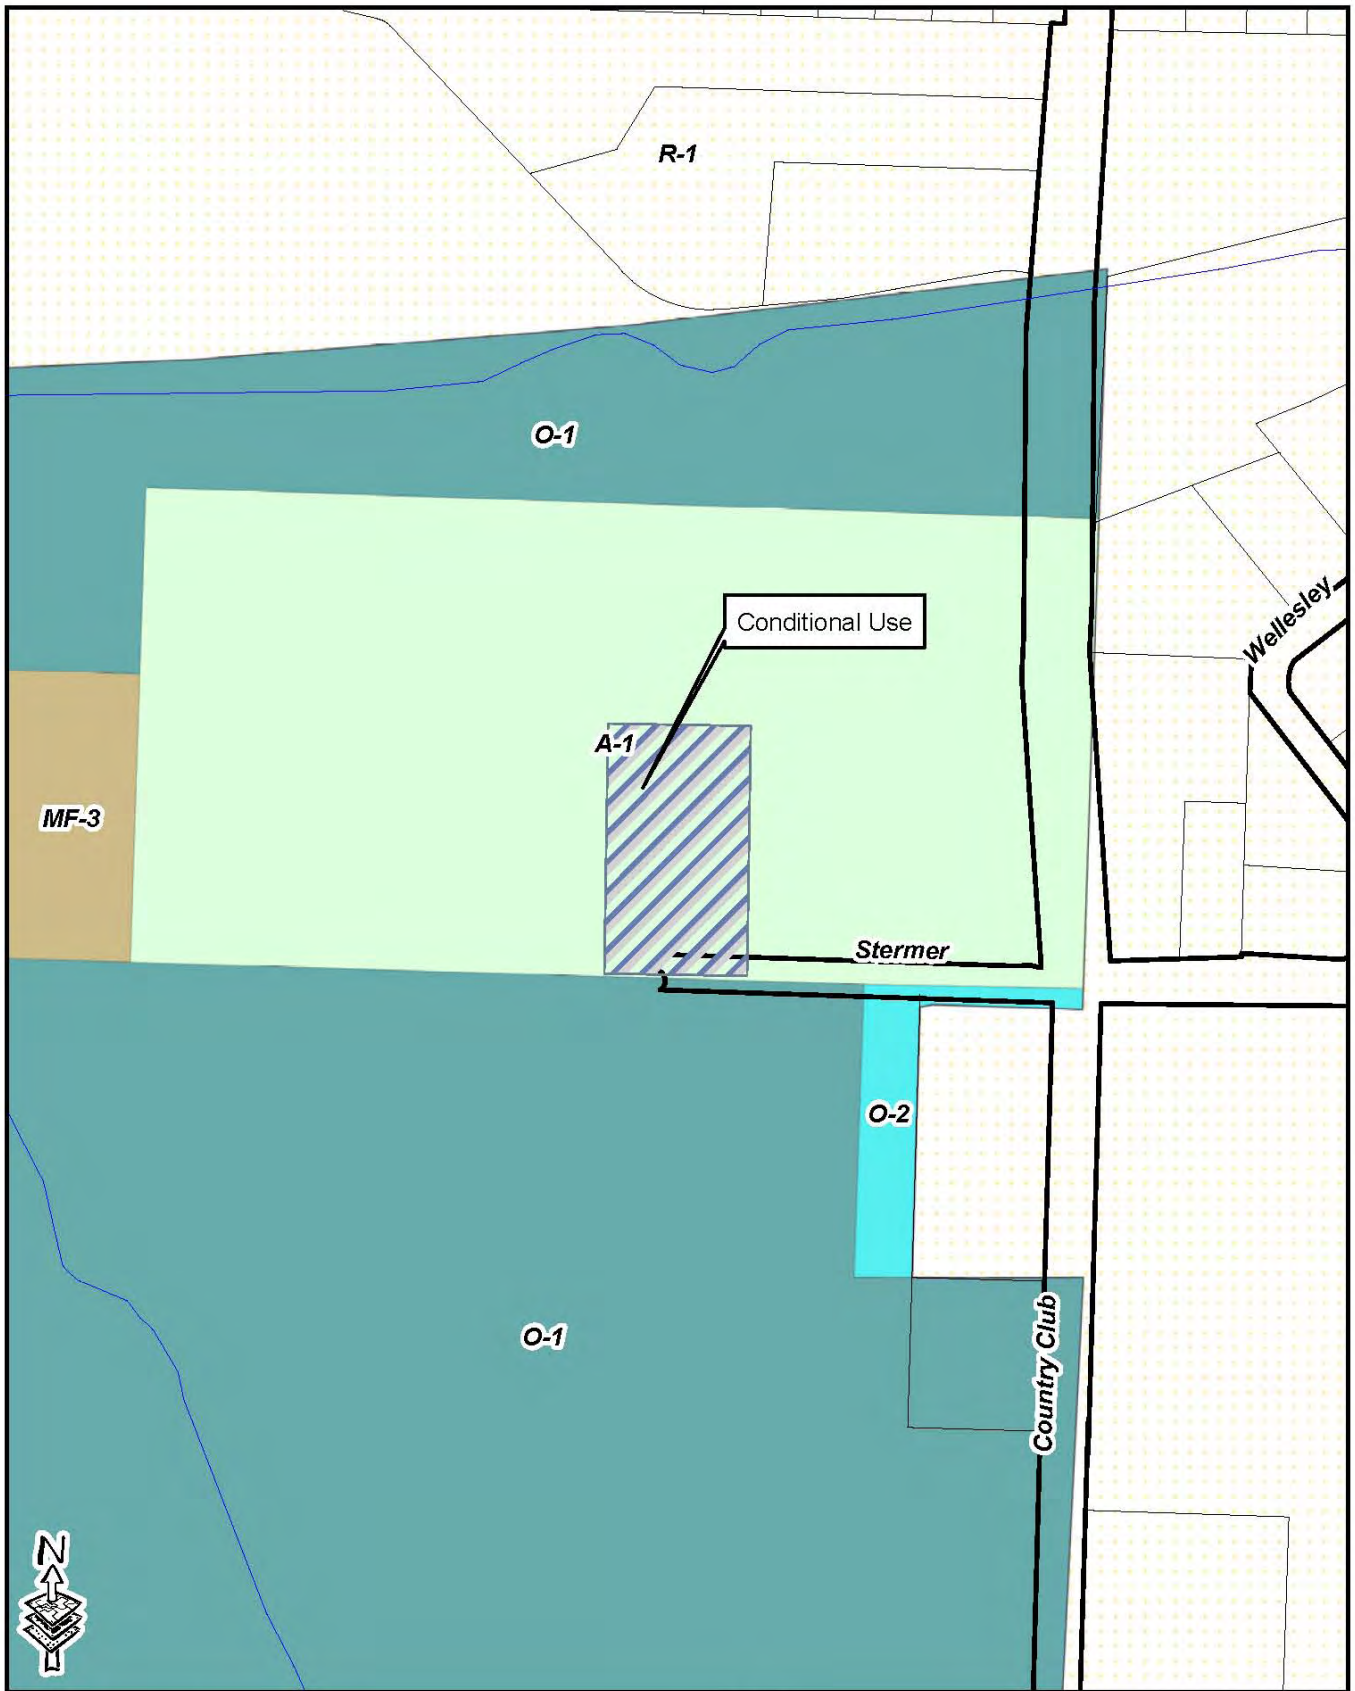 R-1
O-1
Wellesley
Conditional Use
A-1
MF-3
Stermer
O-2
O-1
Country Club
N